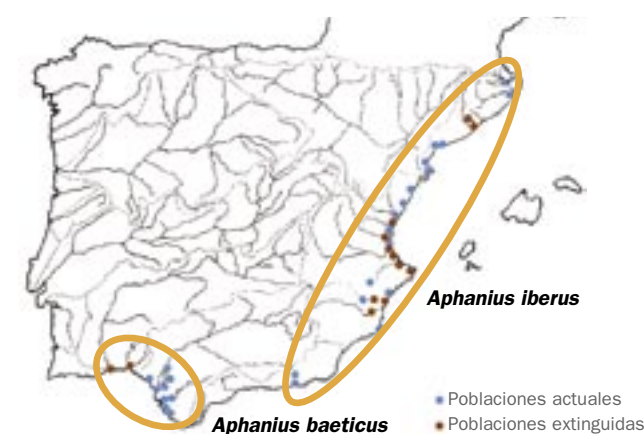 Aphanius iberus
Poblaciones actuales
Aphanius baeticus
Poblaciones extinguidas